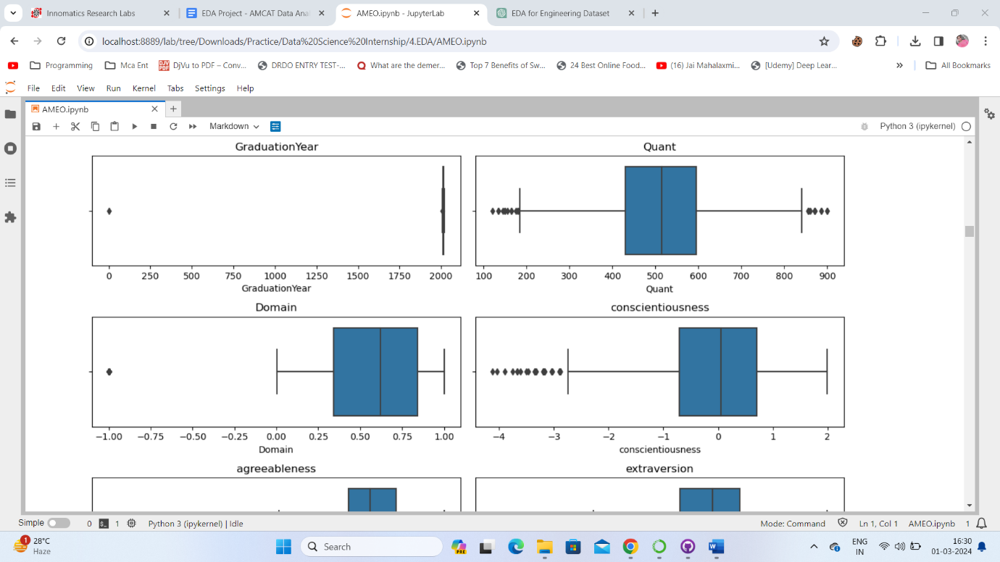 Innomatics Research Labs
EDA Project - AMCAT Data Anal
AMEO.ipynb - JupyterLab
EDA for Engineering Dataset
localhost:8889/lab/tree/Downloads/Practice/Data%20Science%20Internship/4.EDA/AMEO.ipynb
Programming
Mca Ent
DjVu to PDF – Conv...
DRDO ENTRY TEST-...
What are the demer...
Top 7 Benefits of Sw...
24 Best Online Food...
(16) Jai Mahalaxmi...
[Udemy] Deep Lear...
»
All Bookmarks
File Edit View Run Kernel Tabs Settings Help
AMEO.ipynb
Markdown
Python 3 (ipykernel)
GraduationYear
0 250 500 750 1000 1250 1500 1750 2000
GraduationYear
Quant
100 200 300 400 500 600 700 800 900
Quant
Domain
−1.00 −0.75 −0.50 −0.25 0.00 0.25 0.50 0.75 1.00
Domain
conscientiousness
−4 −3 −2 −1 0 1 2
conscientiousness
agreeableness
extraversion
Simple 0 $_ 1 Python 3 (ipykernel) | Idle
Mode: Command Ln 1, Col 1 AMEO.ipynb 1
1
28°C
Haze
Search
PRE
ENG
IN
16:30
01-03-2024